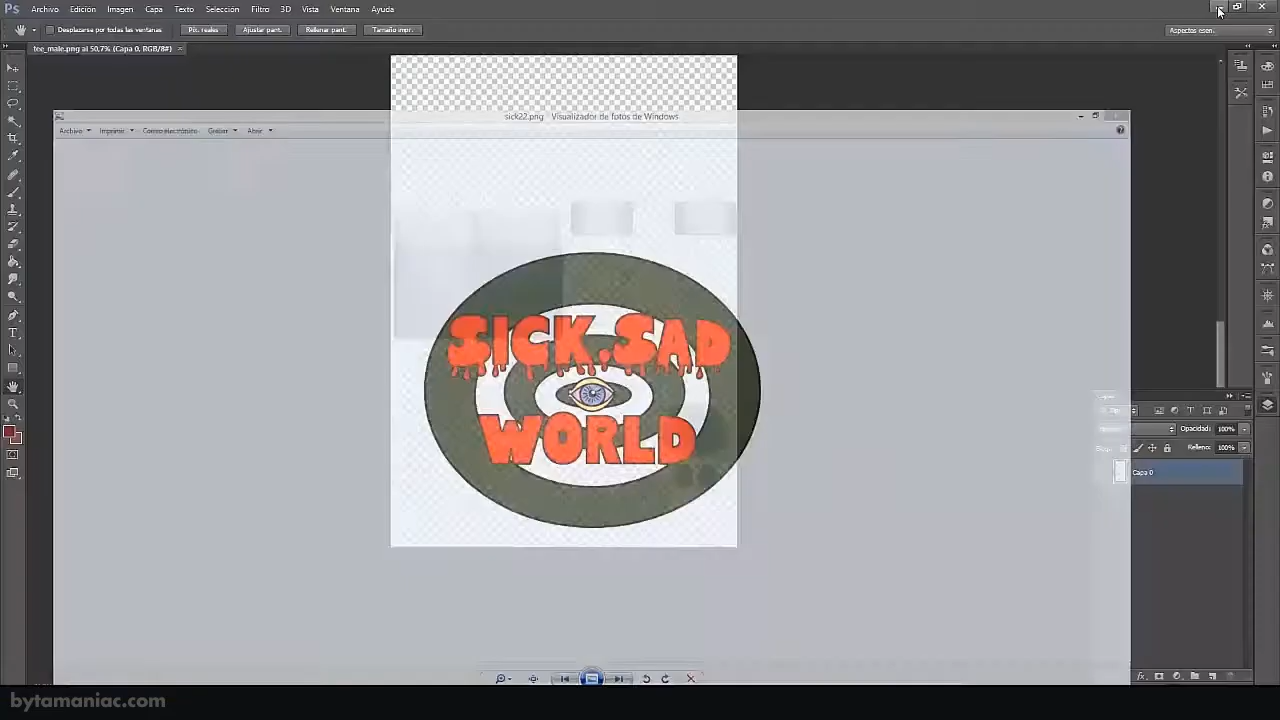 Ps Archivo Edición Imagen Capa Texto Selección Filtro 3D Vista Ventana Ayuda
Desplazarse por todas las ventanas Píx. reales Ajustar pant. Rellenar pant. Tamaño impr. Aspectos esen.
tee_male.png al 50,7% (Capa 0, RGB/8#) ×
sick22.png - Visualizador de fotos de Windows
Archivo Imprimir Correo electrónico Grabar Abrir
SICK, SAD
WORLD
Opacidad: 100%
Relleno: 100%
Capa 0
fx
bytamaniac.com